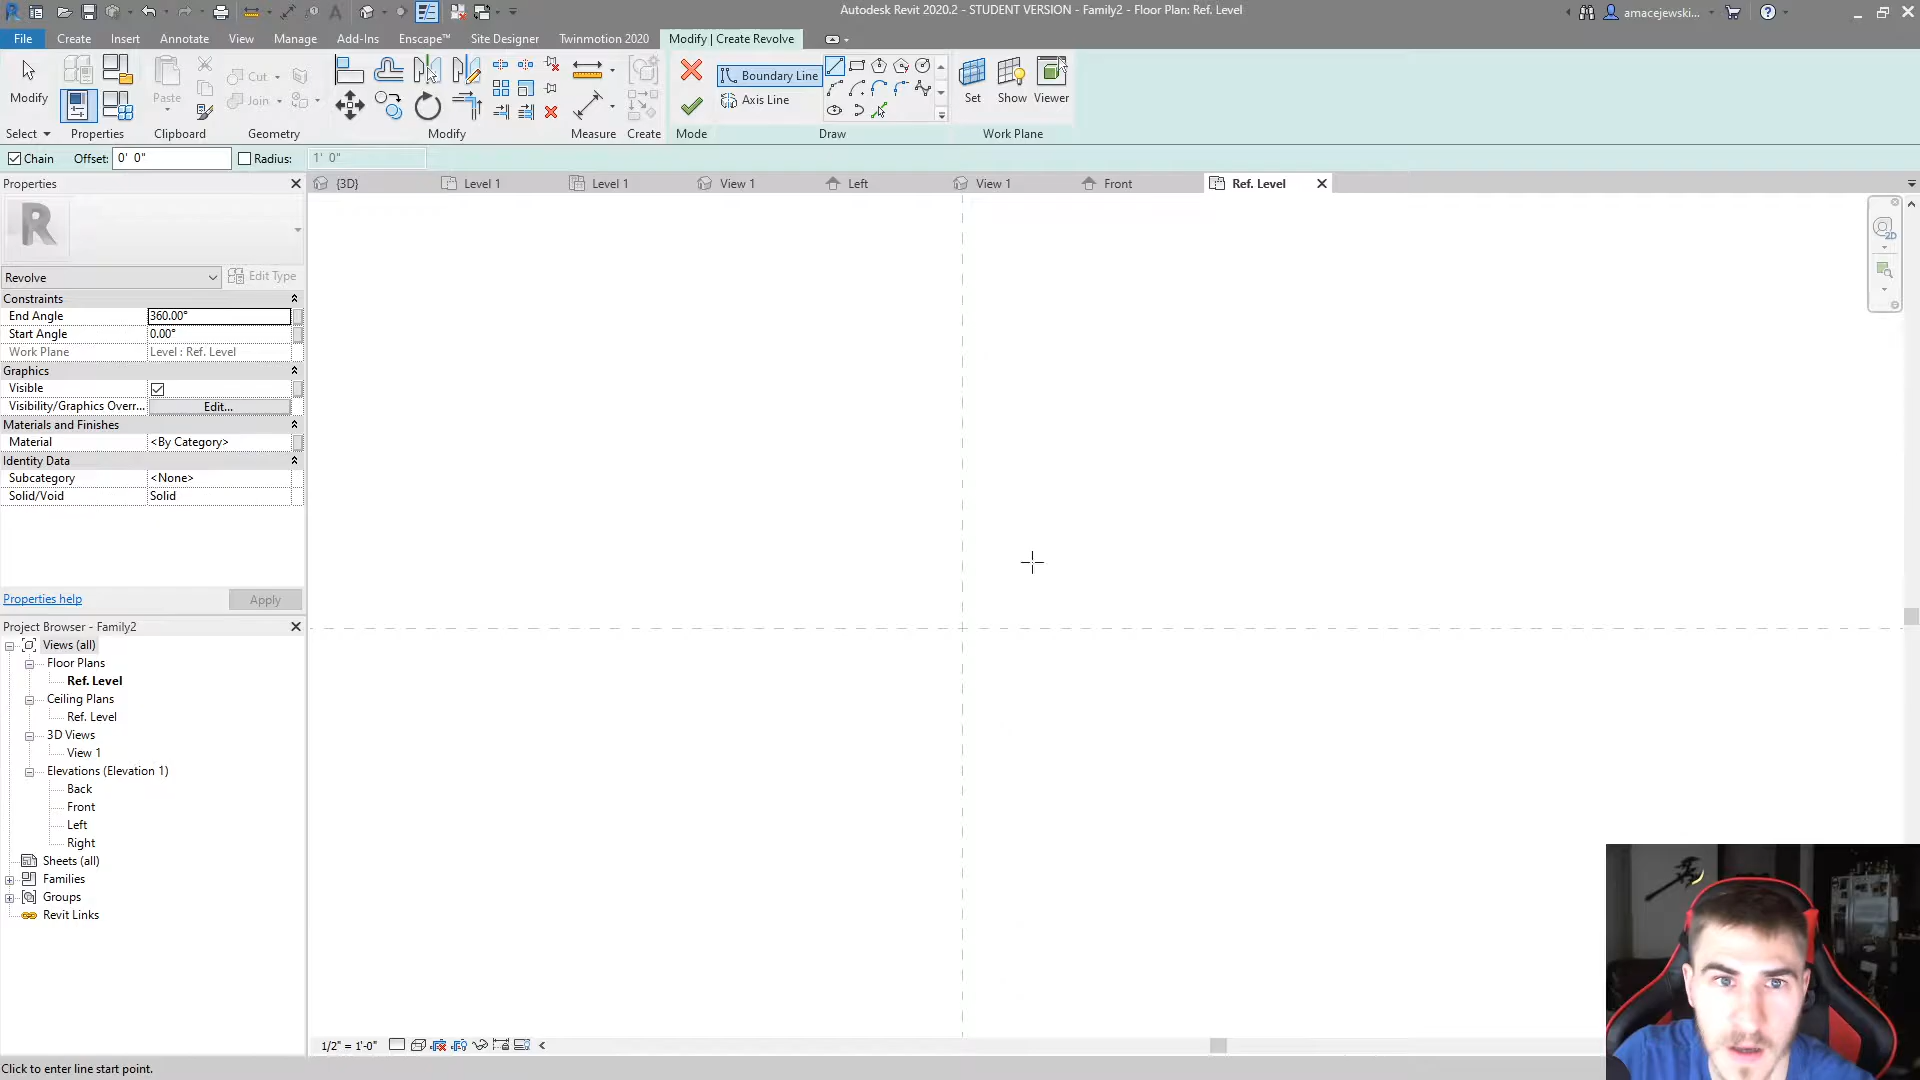 Autodesk Revit 2020.2 - STUDENT VERSION - Family2 - Floor Plan: Ref. Level
amacejewski...
File Create Insert Annotate View Manage Add-Ins Enscape™ Site Designer Twinmotion 2020 Modify | Create Revolve
Modify
Paste
Cut
Join
Boundary Line
Axis Line
Set Show Viewer
Select Properties Clipboard Geometry Modify Measure Create Mode Draw Work Plane
Chain Offset: 0' 0" Radius: 1' 0"
Properties
{3D} Level 1 Level 1 View 1 Left View 1 Front Ref. Level
R
2D
Revolve Edit Type
Constraints
End Angle 360.00°
Start Angle 0.00°
Work Plane Level : Ref. Level
Graphics
Visible
Visibility/Graphics Overr... Edit...
Materials and Finishes
Material <By Category>
Identity Data
Subcategory <None>
Solid/Void Solid
Properties help Apply
Project Browser - Family2
Views (all)
Floor Plans
Ref. Level
Ceiling Plans
Ref. Level
3D Views
View 1
Elevations (Elevation 1)
Back
Front
Left
Right
Sheets (all)
Families
Groups
Revit Links
1/2" = 1'-0"
Click to enter line start point.